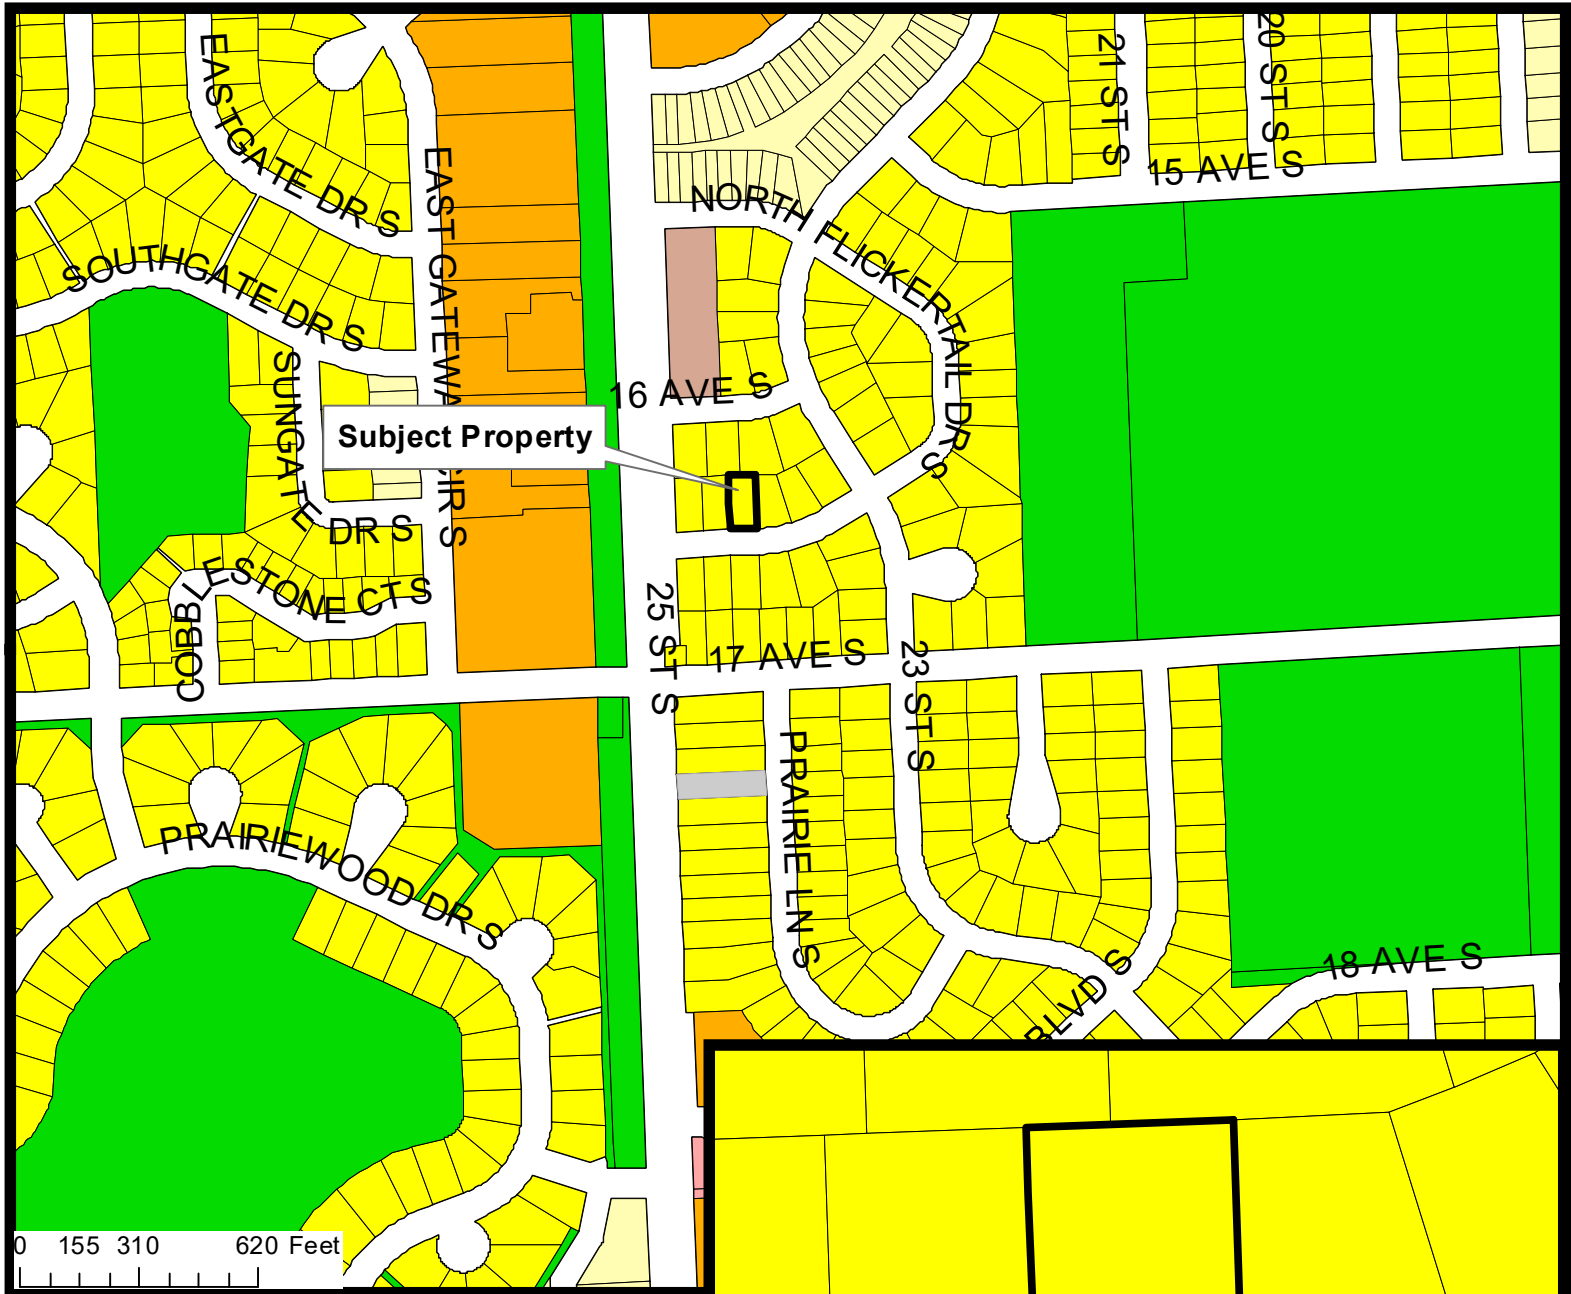 EASTGATE DR S
21 ST S
20 ST S
15 AVE S
EAST GATEWA CIR S
NORTH FLICKERTAIL DR S
SOUTHGATE DR S
SUNGATE DR S
16 AVE S
Subject Property
COBBLESTONE CT S
25 ST S
17 AVE S
23 ST S
PRAIRIE LN S
PRAIRIEWOOD DR S
18 AVE S
BLVD S
0 155 310 620 Feet